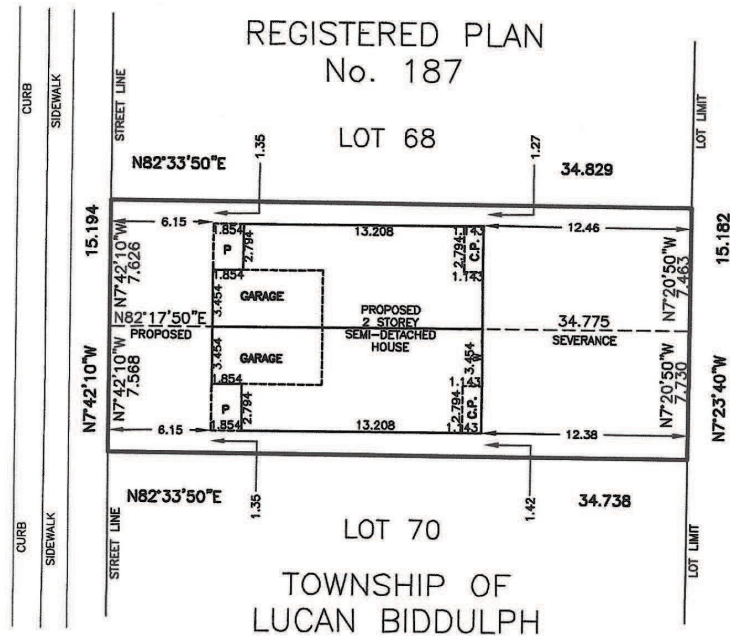 REGISTERED PLAN
No. 187
CURB
SIDEWALK
STREET LINE
LOT LIMIT
LOT 68
N82°33'50"E
1.35
1.27
34.829
15.194
6.15
1.854
13.208
1.143
12.46
15.182
N7°42'10"W
7.626
P
2.794
2.794
C.P.
N7°20'50"W
7.463
1.854
1.143
GARAGE
3.454
N82°17'50"E
PROPOSED
2 STOREY
34.775
PROPOSED
SEMI-DETACHED
HOUSE
SEVERANCE
N7°42'10"W
N7°42'10"W
7.568
3.454
GARAGE
3.454
N7°20'50"W
7.730
N7°23'40"W
1.854
1.143
P
2.794
2.794
C.P.
6.15
1.854
13.208
1.143
12.38
N82°33'50"E
1.35
1.42
34.738
LOT 70
CURB
SIDEWALK
STREET LINE
LOT LIMIT
TOWNSHIP OF
LUCAN BIDDULPH